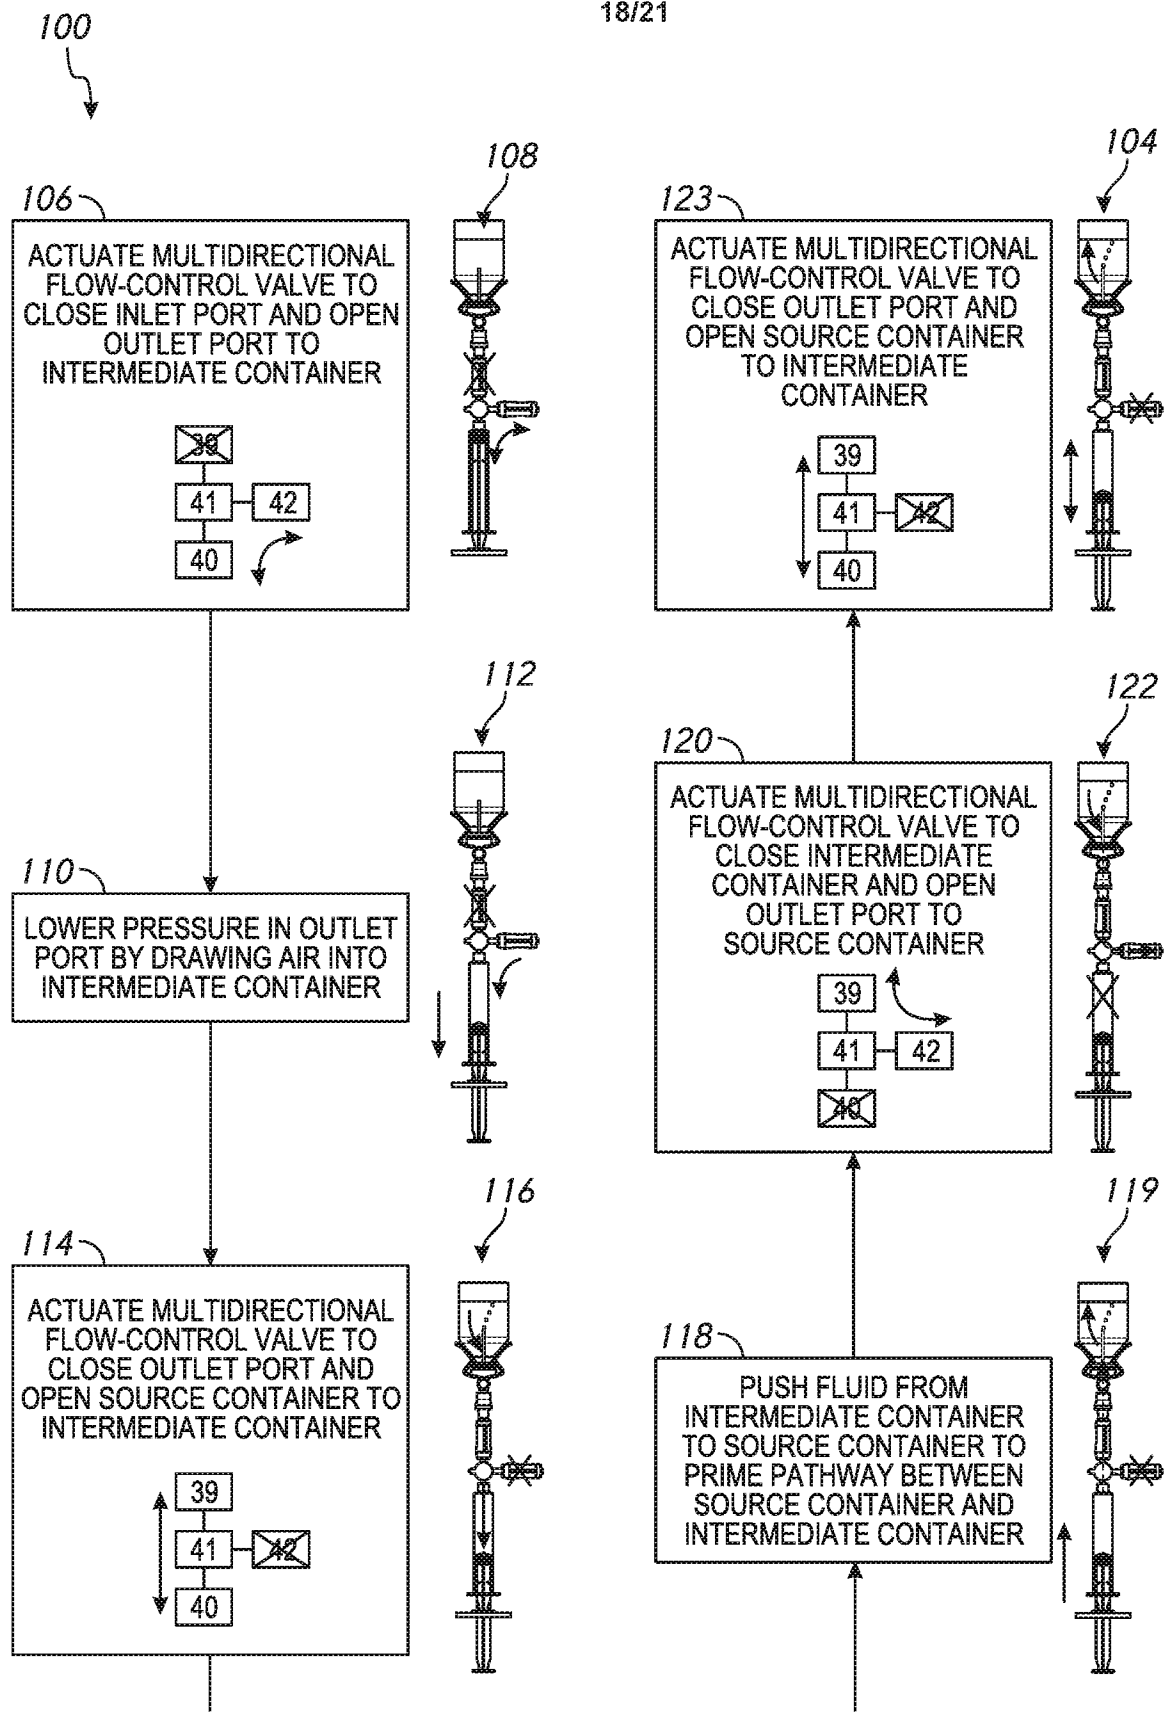 18/21
100
106
108
ACTUATE MULTIDIRECTIONAL
FLOW-CONTROL VALVE TO
CLOSE INLET PORT AND OPEN
OUTLET PORT TO
INTERMEDIATE CONTAINER
39
41
42
40
110
112
LOWER PRESSURE IN OUTLET
PORT BY DRAWING AIR INTO
INTERMEDIATE CONTAINER
114
116
ACTUATE MULTIDIRECTIONAL
FLOW-CONTROL VALVE TO
CLOSE OUTLET PORT AND
OPEN SOURCE CONTAINER TO
INTERMEDIATE CONTAINER
39
41
42
40
123
104
ACTUATE MULTIDIRECTIONAL
FLOW-CONTROL VALVE TO
CLOSE OUTLET PORT AND
OPEN SOURCE CONTAINER
TO INTERMEDIATE
CONTAINER
39
41
42
40
120
122
ACTUATE MULTIDIRECTIONAL
FLOW-CONTROL VALVE TO
CLOSE INTERMEDIATE
CONTAINER AND OPEN
OUTLET PORT TO
SOURCE CONTAINER
39
41
42
40
118
119
PUSH FLUID FROM
INTERMEDIATE CONTAINER
TO SOURCE CONTAINER TO
PRIME PATHWAY BETWEEN
SOURCE CONTAINER AND
INTERMEDIATE CONTAINER